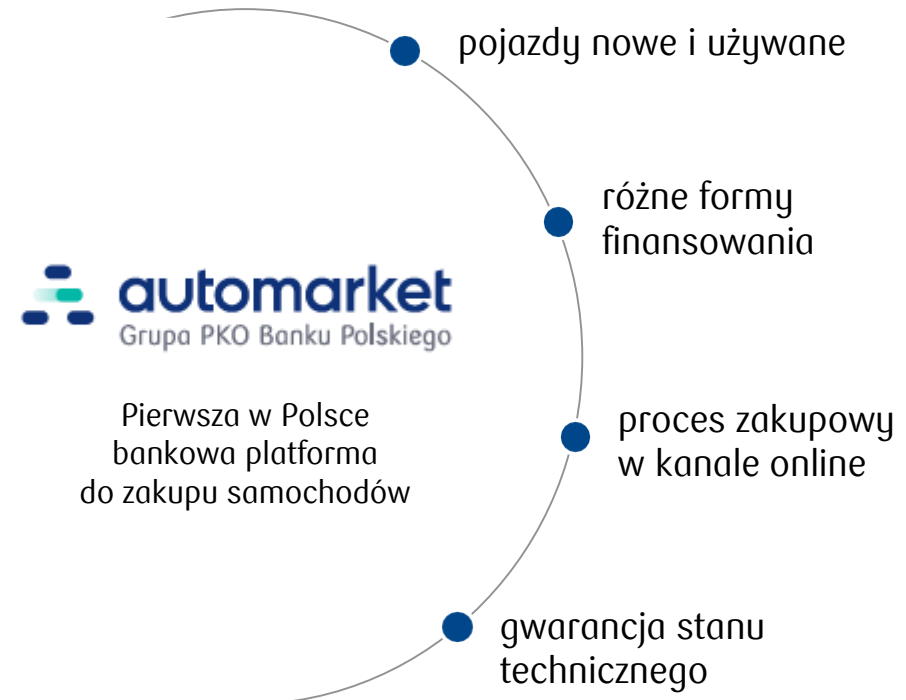 pojazdy nowe i używane
różne formy
finansowania
automarket
Grupa PKO Banku Polskiego
Pierwsza w Polsce
bankowa platforma
do zakupu samochodów
proces zakupowy
w kanale online
gwarancja stanu
technicznego